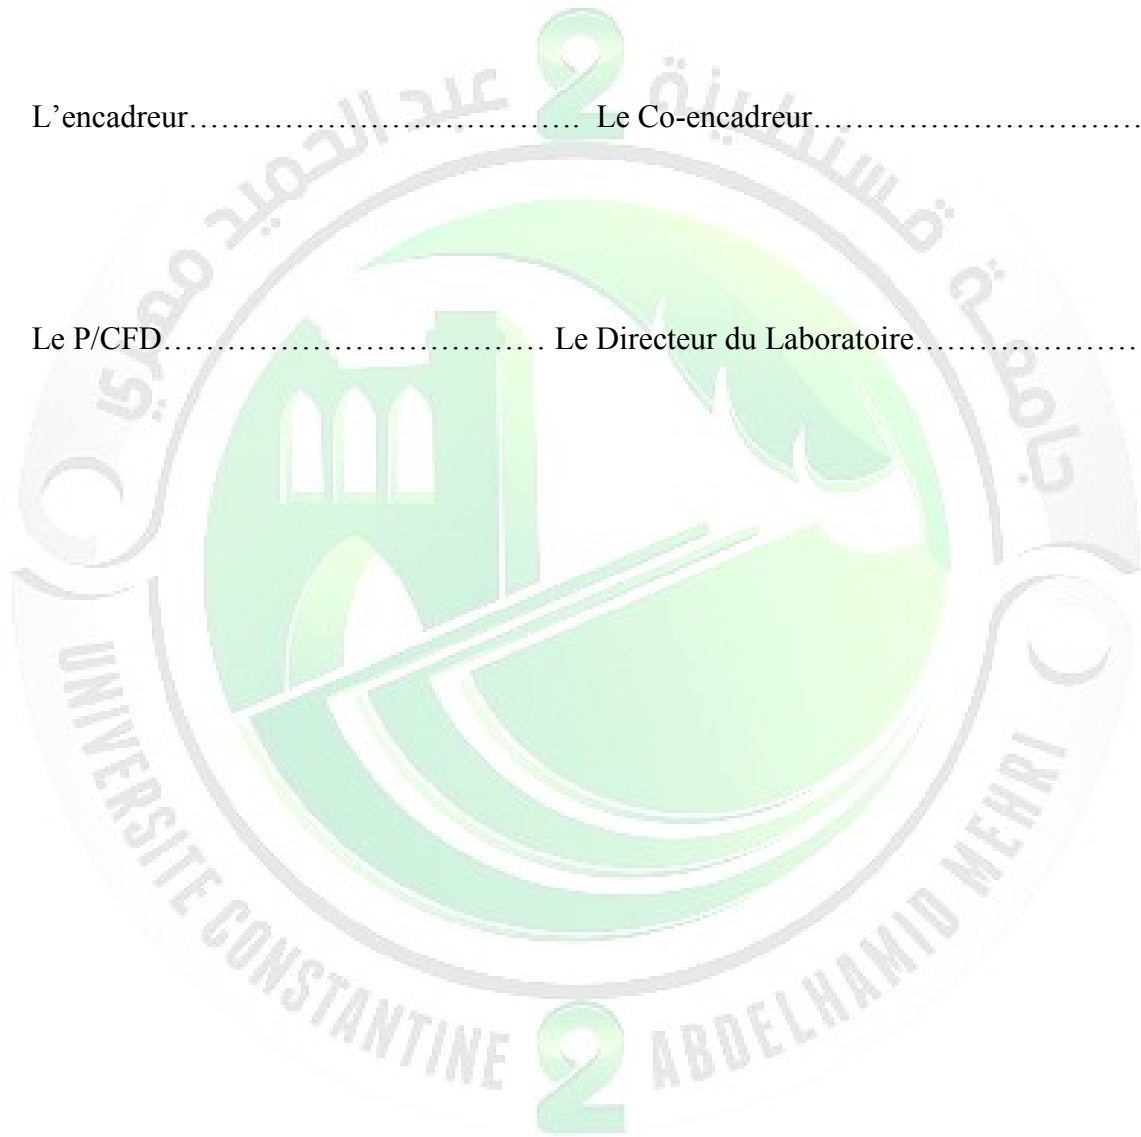 2
عبد الحميد مهري
جامعة قسنطينة
L’encadreur………………………………. Le Co-encadreur……………………………
Le P/CFD……………………………… Le Directeur du Laboratoire…………………
UNIVERSITE CONSTANTINE
2
ABDELHAMID MEHRI